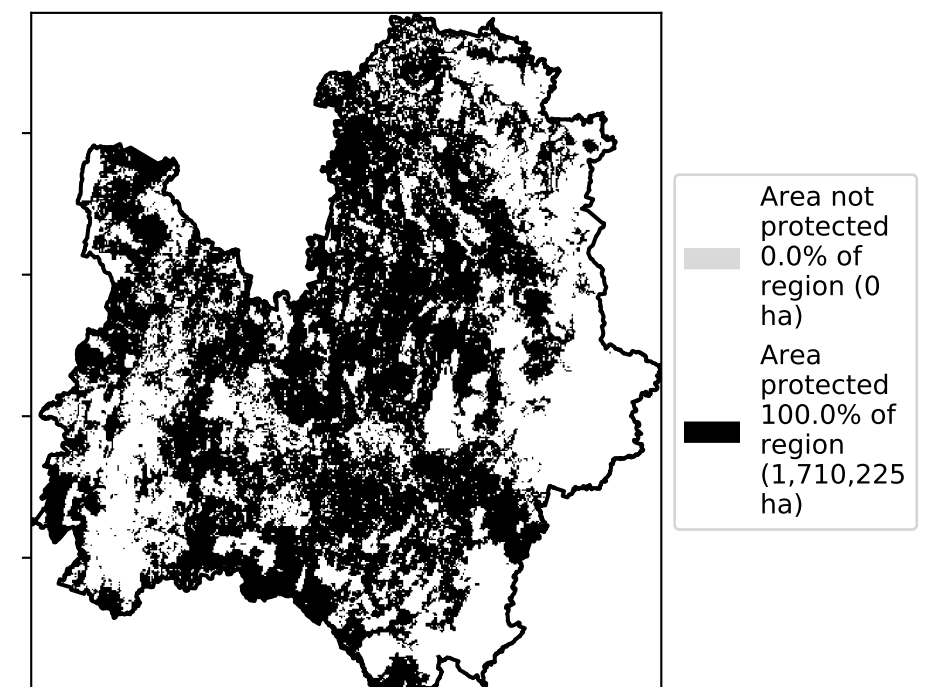 Area not
protected
0.0% of
region (0
ha)
Area
protected
100.0% of
region
(1,710,225
ha)